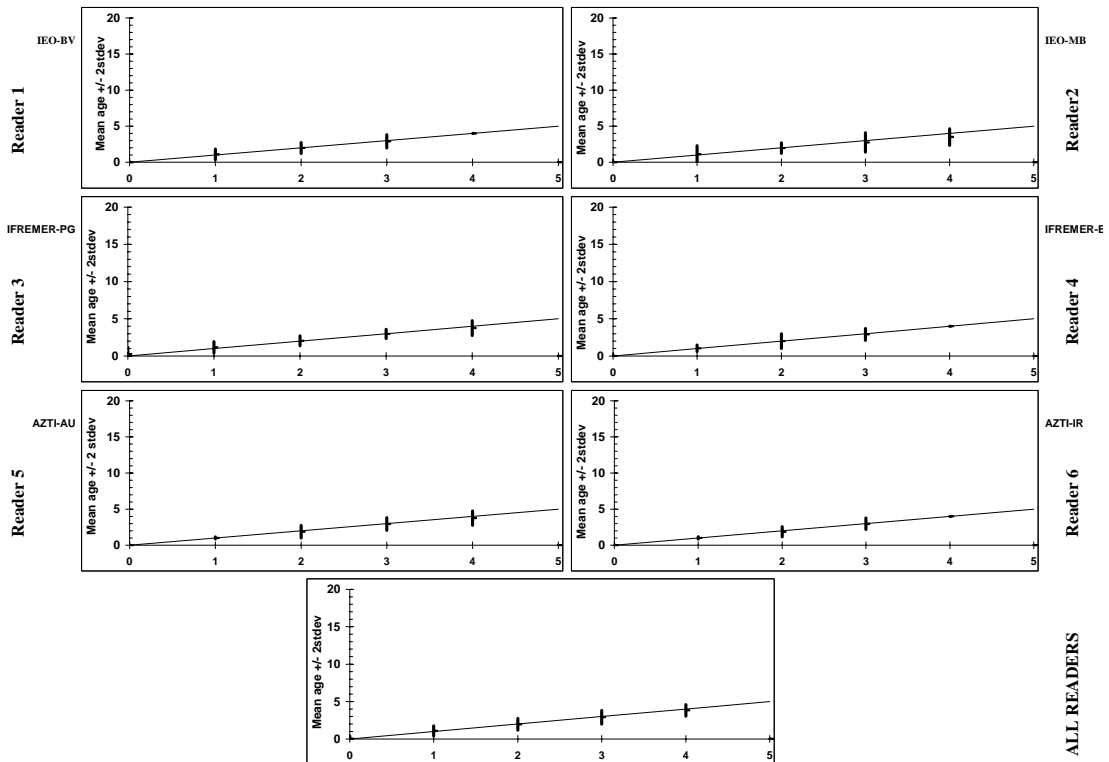 IEO-BV
Reader 1
Mean age +/- 2stdev
20
15
10
5
0
0 1 2 3 4 5
IEO-MB
Reader2
Mean age +/- 2stdev
20
15
10
5
0
0 1 2 3 4 5
IFREMER-PG
Reader 3
Mean age +/- 2stdev
20
15
10
5
0
0 1 2 3 4 5
IFREMER-E
Reader 4
Mean age +/- 2stdev
20
15
10
5
0
0 1 2 3 4 5
AZTI-AU
Reader 5
Mean age +/- 2 stdev
20
15
10
5
0
0 1 2 3 4 5
AZTI-IR
Reader 6
Mean age +/- 2stdev
20
15
10
5
0
0 1 2 3 4 5
ALL READERS
Mean age +/- 2stdev
20
15
10
5
0
0 1 2 3 4 5